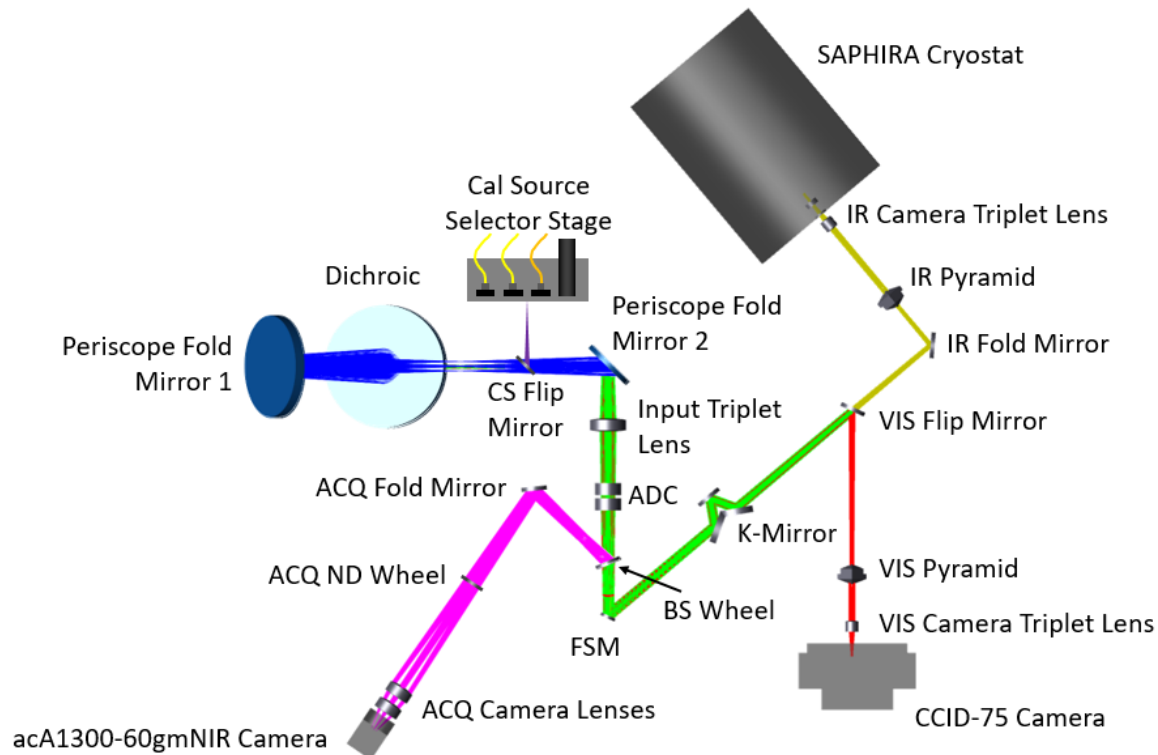 SAPHIRA Cryostat
Cal Source
Selector Stage
IR Camera Triplet Lens
Dichroic
IR Pyramid
Periscope Fold
Mirror 2
Periscope Fold
Mirror 1
IR Fold Mirror
CS Flip
Mirror
Input Triplet
Lens
VIS Flip Mirror
ACQ Fold Mirror
ADC
K-Mirror
ACQ ND Wheel
VIS Pyramid
BS Wheel
VIS Camera Triplet Lens
FSM
ACQ Camera Lenses
CCID-75 Camera
acA1300-60gmNIR Camera